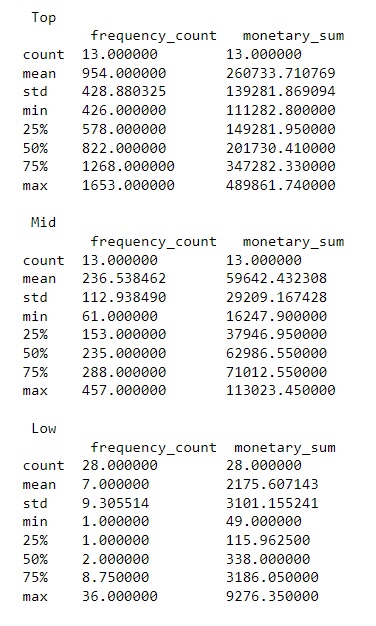 Top
frequency_count monetary_sum
count 13.000000 13.000000
mean 954.000000 260733.710769
std 428.880325 139281.869094
min 426.000000 111282.800000
25% 578.000000 149281.950000
50% 822.000000 201730.410000
75% 1268.000000 347282.330000
max 1653.000000 489861.740000
Mid
frequency_count monetary_sum
count 13.000000 13.000000
mean 236.538462 59642.432308
std 112.938490 29209.167428
min 61.000000 16247.900000
25% 153.000000 37946.950000
50% 235.000000 62986.550000
75% 288.000000 71012.550000
max 457.000000 113023.450000
Low
frequency_count monetary_sum
count 28.000000 28.000000
mean 7.000000 2175.607143
std 9.305514 3101.155241
min 1.000000 49.000000
25% 1.000000 115.962500
50% 2.000000 338.000000
75% 8.750000 3186.050000
max 36.000000 9276.350000